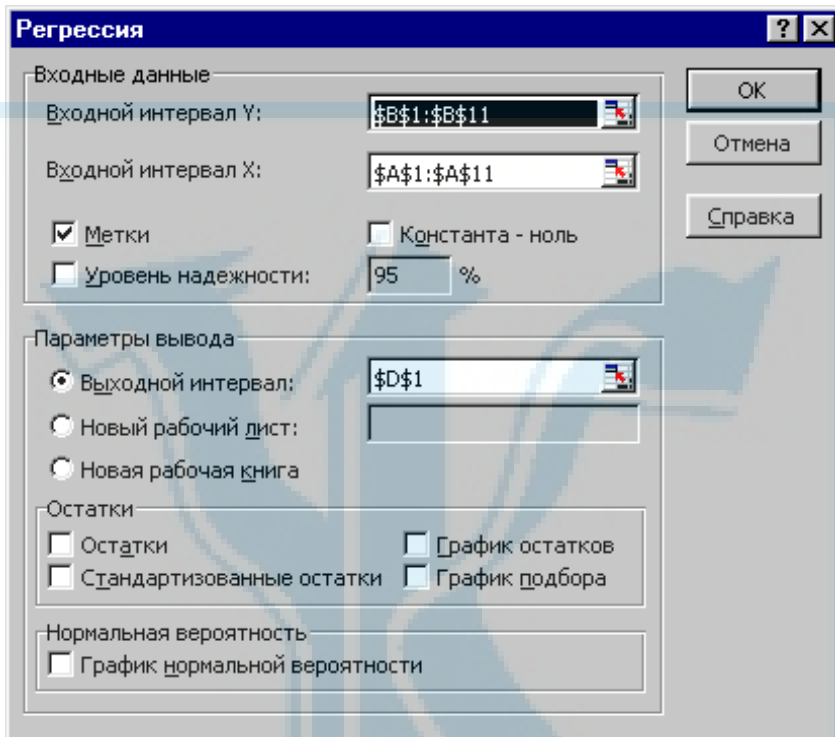 Регрессия
Входные данные
Входной интервал Y: $B$1:$B$11
Входной интервал X: $A$1:$A$11
Метки Константа - ноль
Уровень надежности: 95 %
OK
Отмена
Справка
Параметры вывода
Выходной интервал: $D$1
Новый рабочий лист:
Новая рабочая книга
Остатки
Остатки График остатков
Стандартизованные остатки График подбора
Нормальная вероятность
График нормальной вероятности